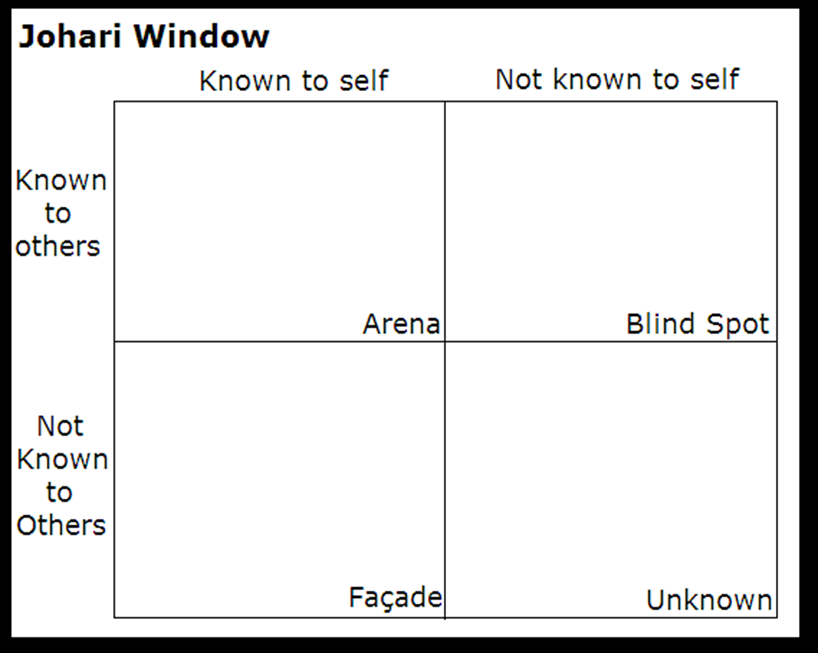 Johari Window
Known to self
Not known to self
Known
to
others
Arena
Blind Spot
Not
Known
to
Others
Façade
Unknown